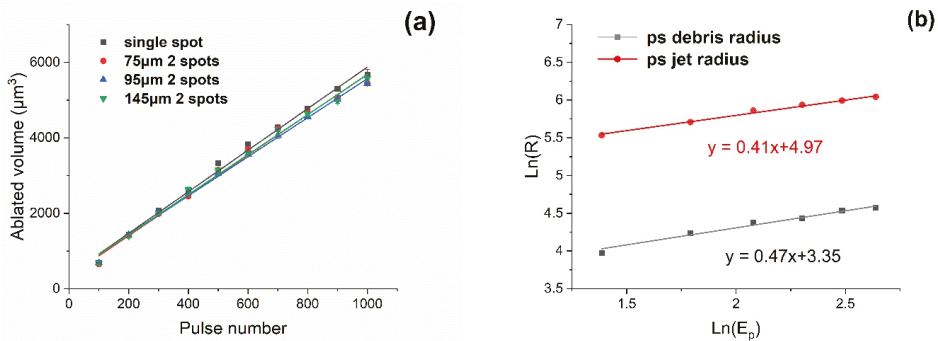 (a)
single spot
75μm 2 spots
95μm 2 spots
145μm 2 spots
Ablated volume (μm³)
6000
4000
2000
0
0 200 400 600 800 1000
Pulse number
(b)
ps debris radius
ps jet radius
Ln(R)
7
6.5
6
5.5
5
4.5
4
3.5
y = 0.41x+4.97
y = 0.47x+3.35
1.5 2 2.5
Ln(Eₚ)